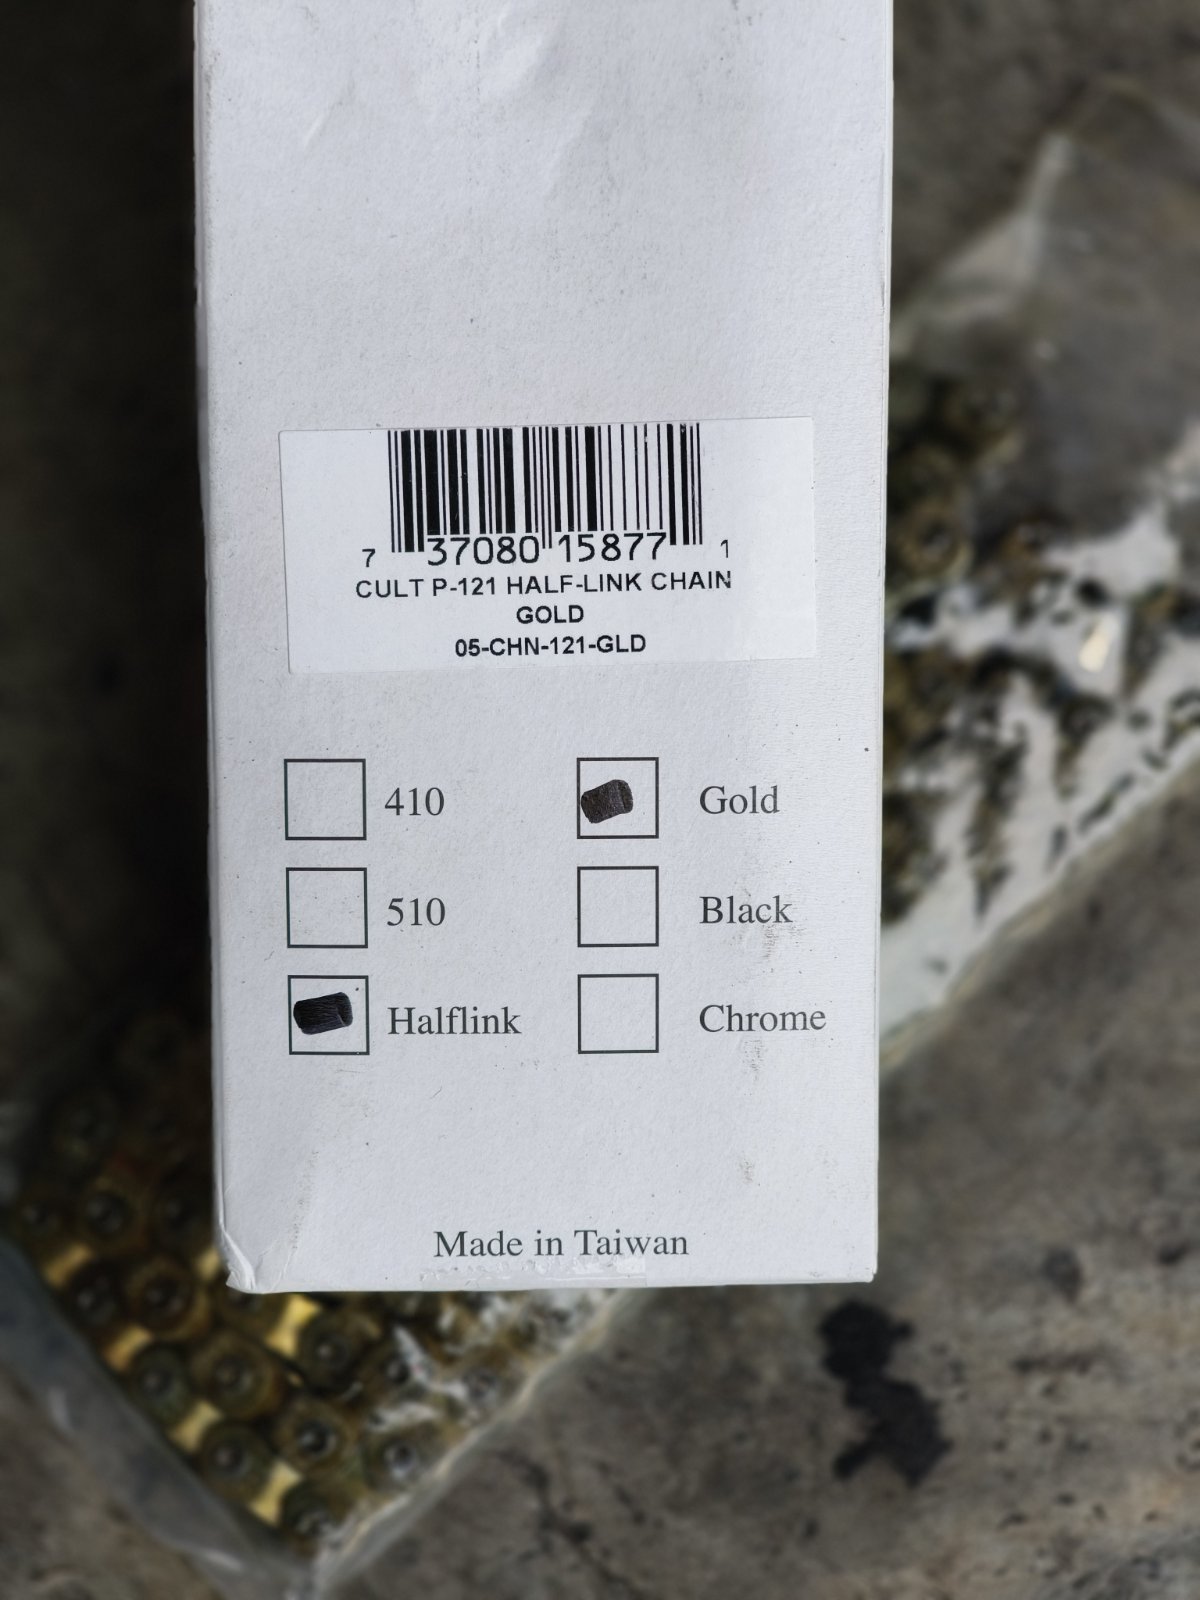 7 37080 15877 1
CULT P-121 HALF-LINK CHAIN
GOLD
05-CHN-121-GLD
410 Gold
510 Black
Halflink Chrome
Made in Taiwan